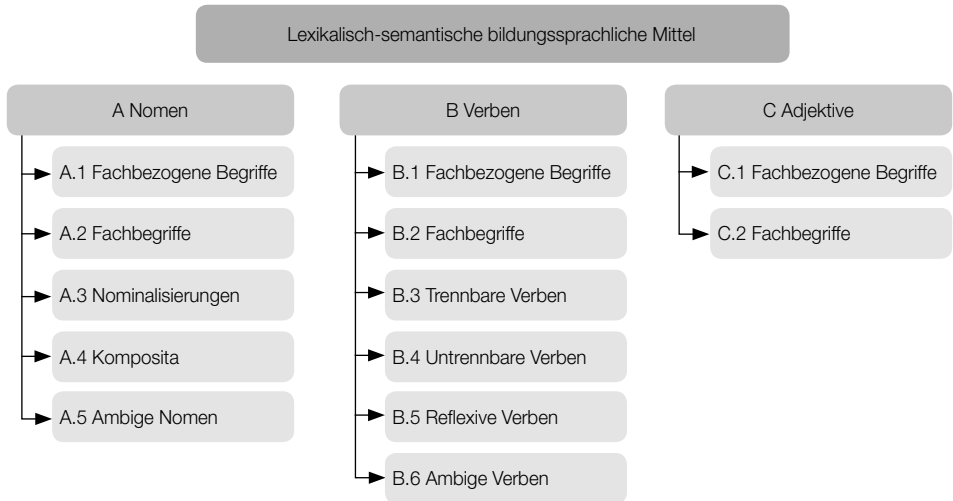 Lexikalisch-semantische bildungssprachliche Mittel
A Nomen
A.1 Fachbezogene Begriffe
A.2 Fachbegriffe
A.3 Nominalisierungen
A.4 Komposita
A.5 Ambige Nomen
B Verben
B.1 Fachbezogene Begriffe
B.2 Fachbegriffe
B.3 Trennbare Verben
B.4 Untrennbare Verben
B.5 Reflexive Verben
B.6 Ambige Verben
C Adjektive
C.1 Fachbezogene Begriffe
C.2 Fachbegriffe